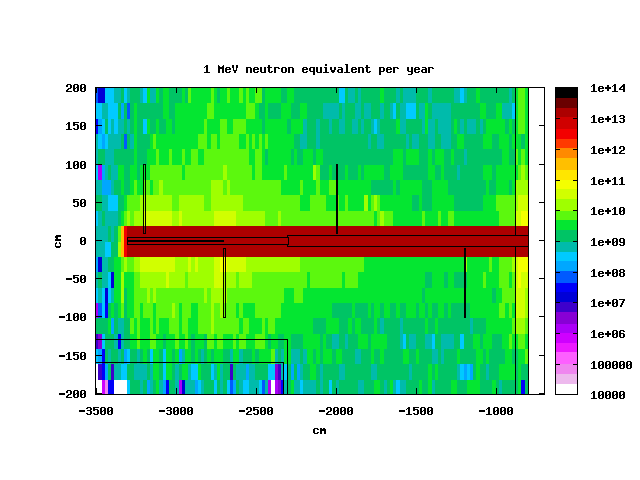 1 MeV neutron equivalent per year
200
150
100
50
0
-50
-100
-150
-200
cm
-3500 -3000 -2500 -2000 -1500 -1000
cm
1e+14
1e+13
1e+12
1e+11
1e+10
1e+09
1e+08
1e+07
1e+06
100000
10000